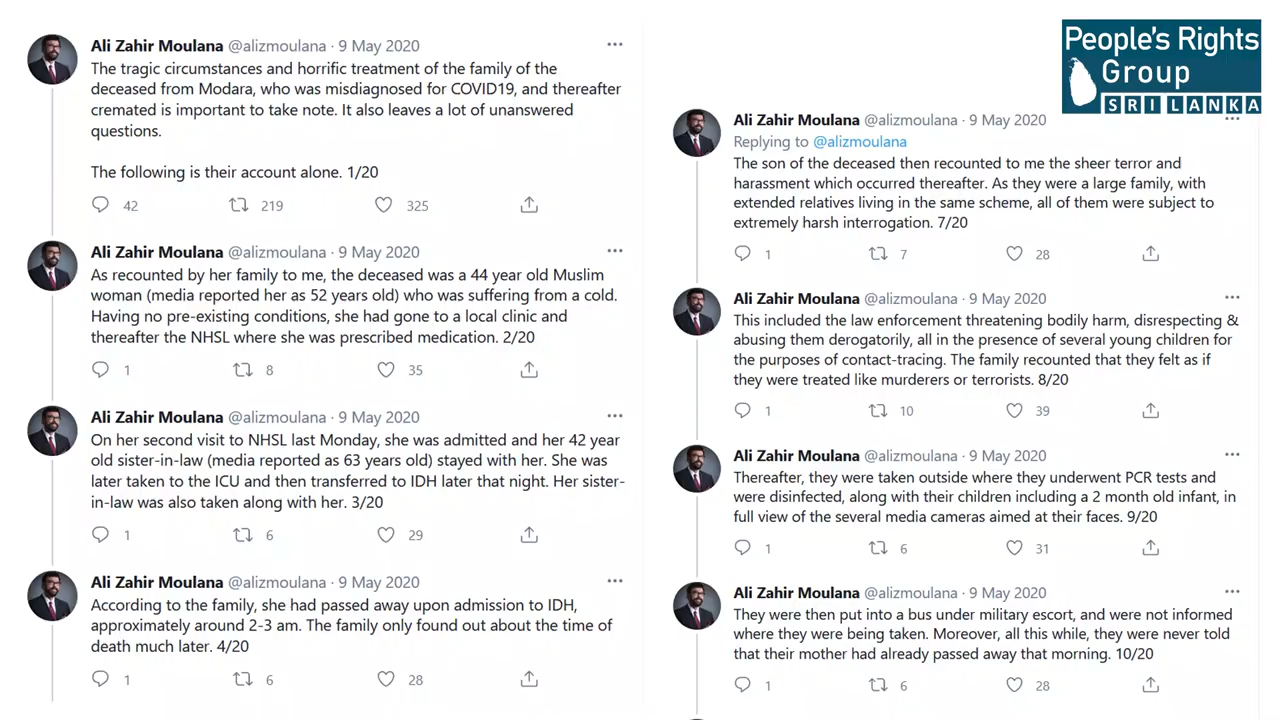 Ali Zahir Moulana @alizmoulana · 9 May 2020
The tragic circumstances and horrific treatment of the family of the
deceased from Modara, who was misdiagnosed for COVID19, and thereafter
cremated is important to take note. It also leaves a lot of unanswered
questions.
The following is their account alone. 1/20
42 219 325
Ali Zahir Moulana @alizmoulana · 9 May 2020
As recounted by her family to me, the deceased was a 44 year old Muslim
woman (media reported her as 52 years old) who was suffering from a cold.
Having no pre-existing conditions, she had gone to a local clinic and
thereafter the NHSL where she was prescribed medication. 2/20
1 8 35
Ali Zahir Moulana @alizmoulana · 9 May 2020
On her second visit to NHSL last Monday, she was admitted and her 42 year
old sister-in-law (media reported as 63 years old) stayed with her. She was
later taken to the ICU and then transferred to IDH later that night. Her sister-
in-law was also taken along with her. 3/20
1 6 29
Ali Zahir Moulana @alizmoulana · 9 May 2020
According to the family, she had passed away upon admission to IDH,
approximately around 2-3 am. The family only found out about the time of
death much later. 4/20
1 6 28
People's Rights
Group
SRI LANKA
Ali Zahir Moulana @alizmoulana · 9 May 2020
Replying to @alizmoulana
The son of the deceased then recounted to me the sheer terror and
harassment which occurred thereafter. As they were a large family, with
extended relatives living in the same scheme, all of them were subject to
extremely harsh interrogation. 7/20
1 7 28
Ali Zahir Moulana @alizmoulana · 9 May 2020
This included the law enforcement threatening bodily harm, disrespecting &
abusing them derogatorily, all in the presence of several young children for
the purposes of contact-tracing. The family recounted that they felt as if
they were treated like murderers or terrorists. 8/20
1 10 39
Ali Zahir Moulana @alizmoulana · 9 May 2020
Thereafter, they were taken outside where they underwent PCR tests and
were disinfected, along with their children including a 2 month old infant, in
full view of the several media cameras aimed at their faces. 9/20
1 6 31
Ali Zahir Moulana @alizmoulana · 9 May 2020
They were then put into a bus under military escort, and were not informed
where they were being taken. Moreover, all this while, they were never told
that their mother had already passed away that morning. 10/20
1 6 28